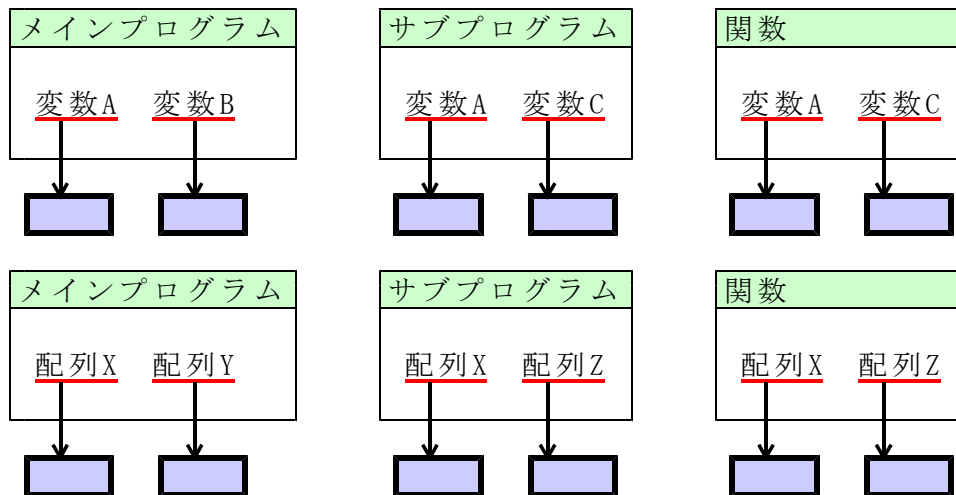 メインプログラム
サブプログラム
関数
変数A 変数B
変数A 変数C
変数A 変数C
メインプログラム
サブプログラム
関数
配列X 配列Y
配列X 配列Z
配列X 配列Z